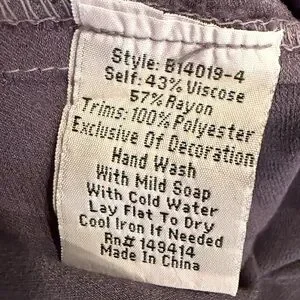 Style: B14019-4
Self: 43% Viscose
57% Rayon
Trims: 100% Polyester
Exclusive Of Decoration
Hand Wash
With Mild Soap
With Cold Water
Lay Flat To Dry
Cool Iron If Needed
Rn# 149414
Made In China